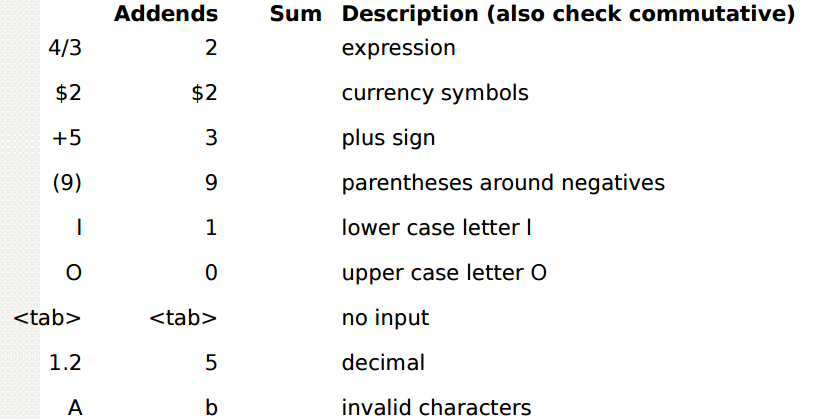 Addends Sum Description (also check commutative)
4/3 2 expression
$2 $2 currency symbols
+5 3 plus sign
(9) 9 parentheses around negatives
l 1 lower case letter l
O 0 upper case letter O
<tab> <tab> no input
1.2 5 decimal
A b invalid characters